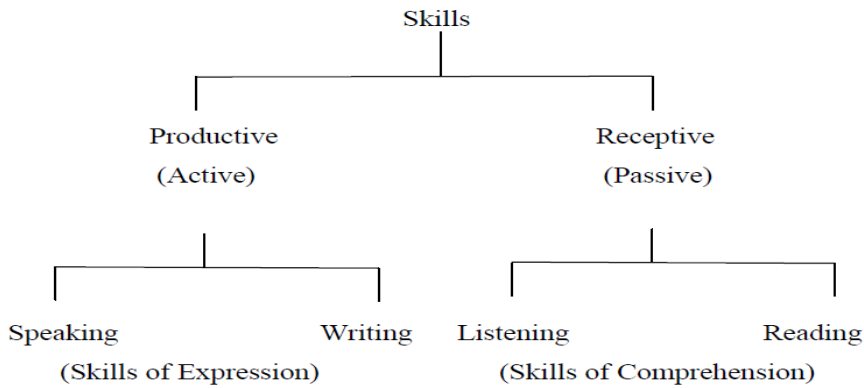 Skills
Productive Receptive
(Active) (Passive)
Speaking Writing Listening Reading
(Skills of Expression) (Skills of Comprehension)